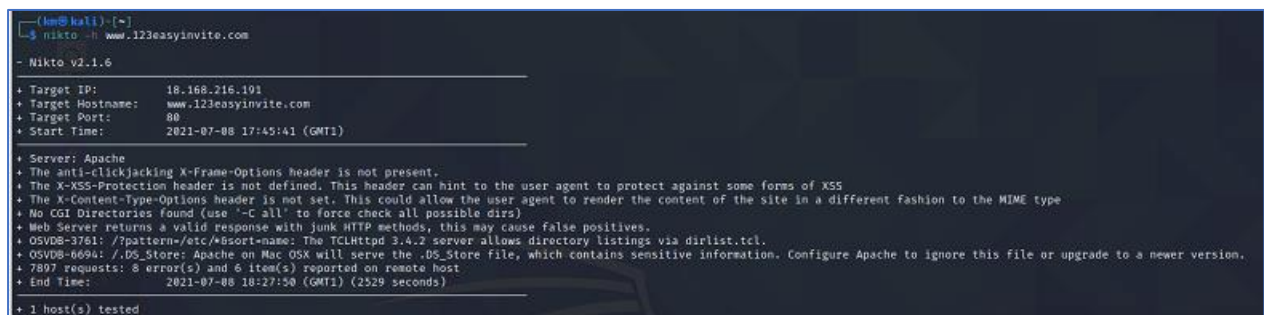 (km㉿kali)-[~]
$ nikto -h www.123easyinvite.com
- Nikto v2.1.6
+ Target IP: 18.168.216.191
+ Target Hostname: www.123easyinvite.com
+ Target Port: 80
+ Start Time: 2021-07-08 17:45:41 (GMT1)
+ Server: Apache
+ The anti-clickjacking X-Frame-Options header is not present.
+ The X-XSS-Protection header is not defined. This header can hint to the user agent to protect against some forms of XSS
+ The X-Content-Type-Options header is not set. This could allow the user agent to render the content of the site in a different fashion to the MIME type
+ No CGI Directories found (use '-C all' to force check all possible dirs)
+ Web Server returns a valid response with junk HTTP methods, this may cause false positives.
+ OSVDB-3761: /?pattern=/etc/*&sort=name: The TCLHttpd 3.4.2 server allows directory listings via dirlist.tcl.
+ OSVDB-6694: /.DS_Store: Apache on Mac OSX will serve the .DS_Store file, which contains sensitive information. Configure Apache to ignore this file or upgrade to a newer version.
+ 7897 requests: 8 error(s) and 6 item(s) reported on remote host
+ End Time: 2021-07-08 18:27:50 (GMT1) (2529 seconds)
+ 1 host(s) tested